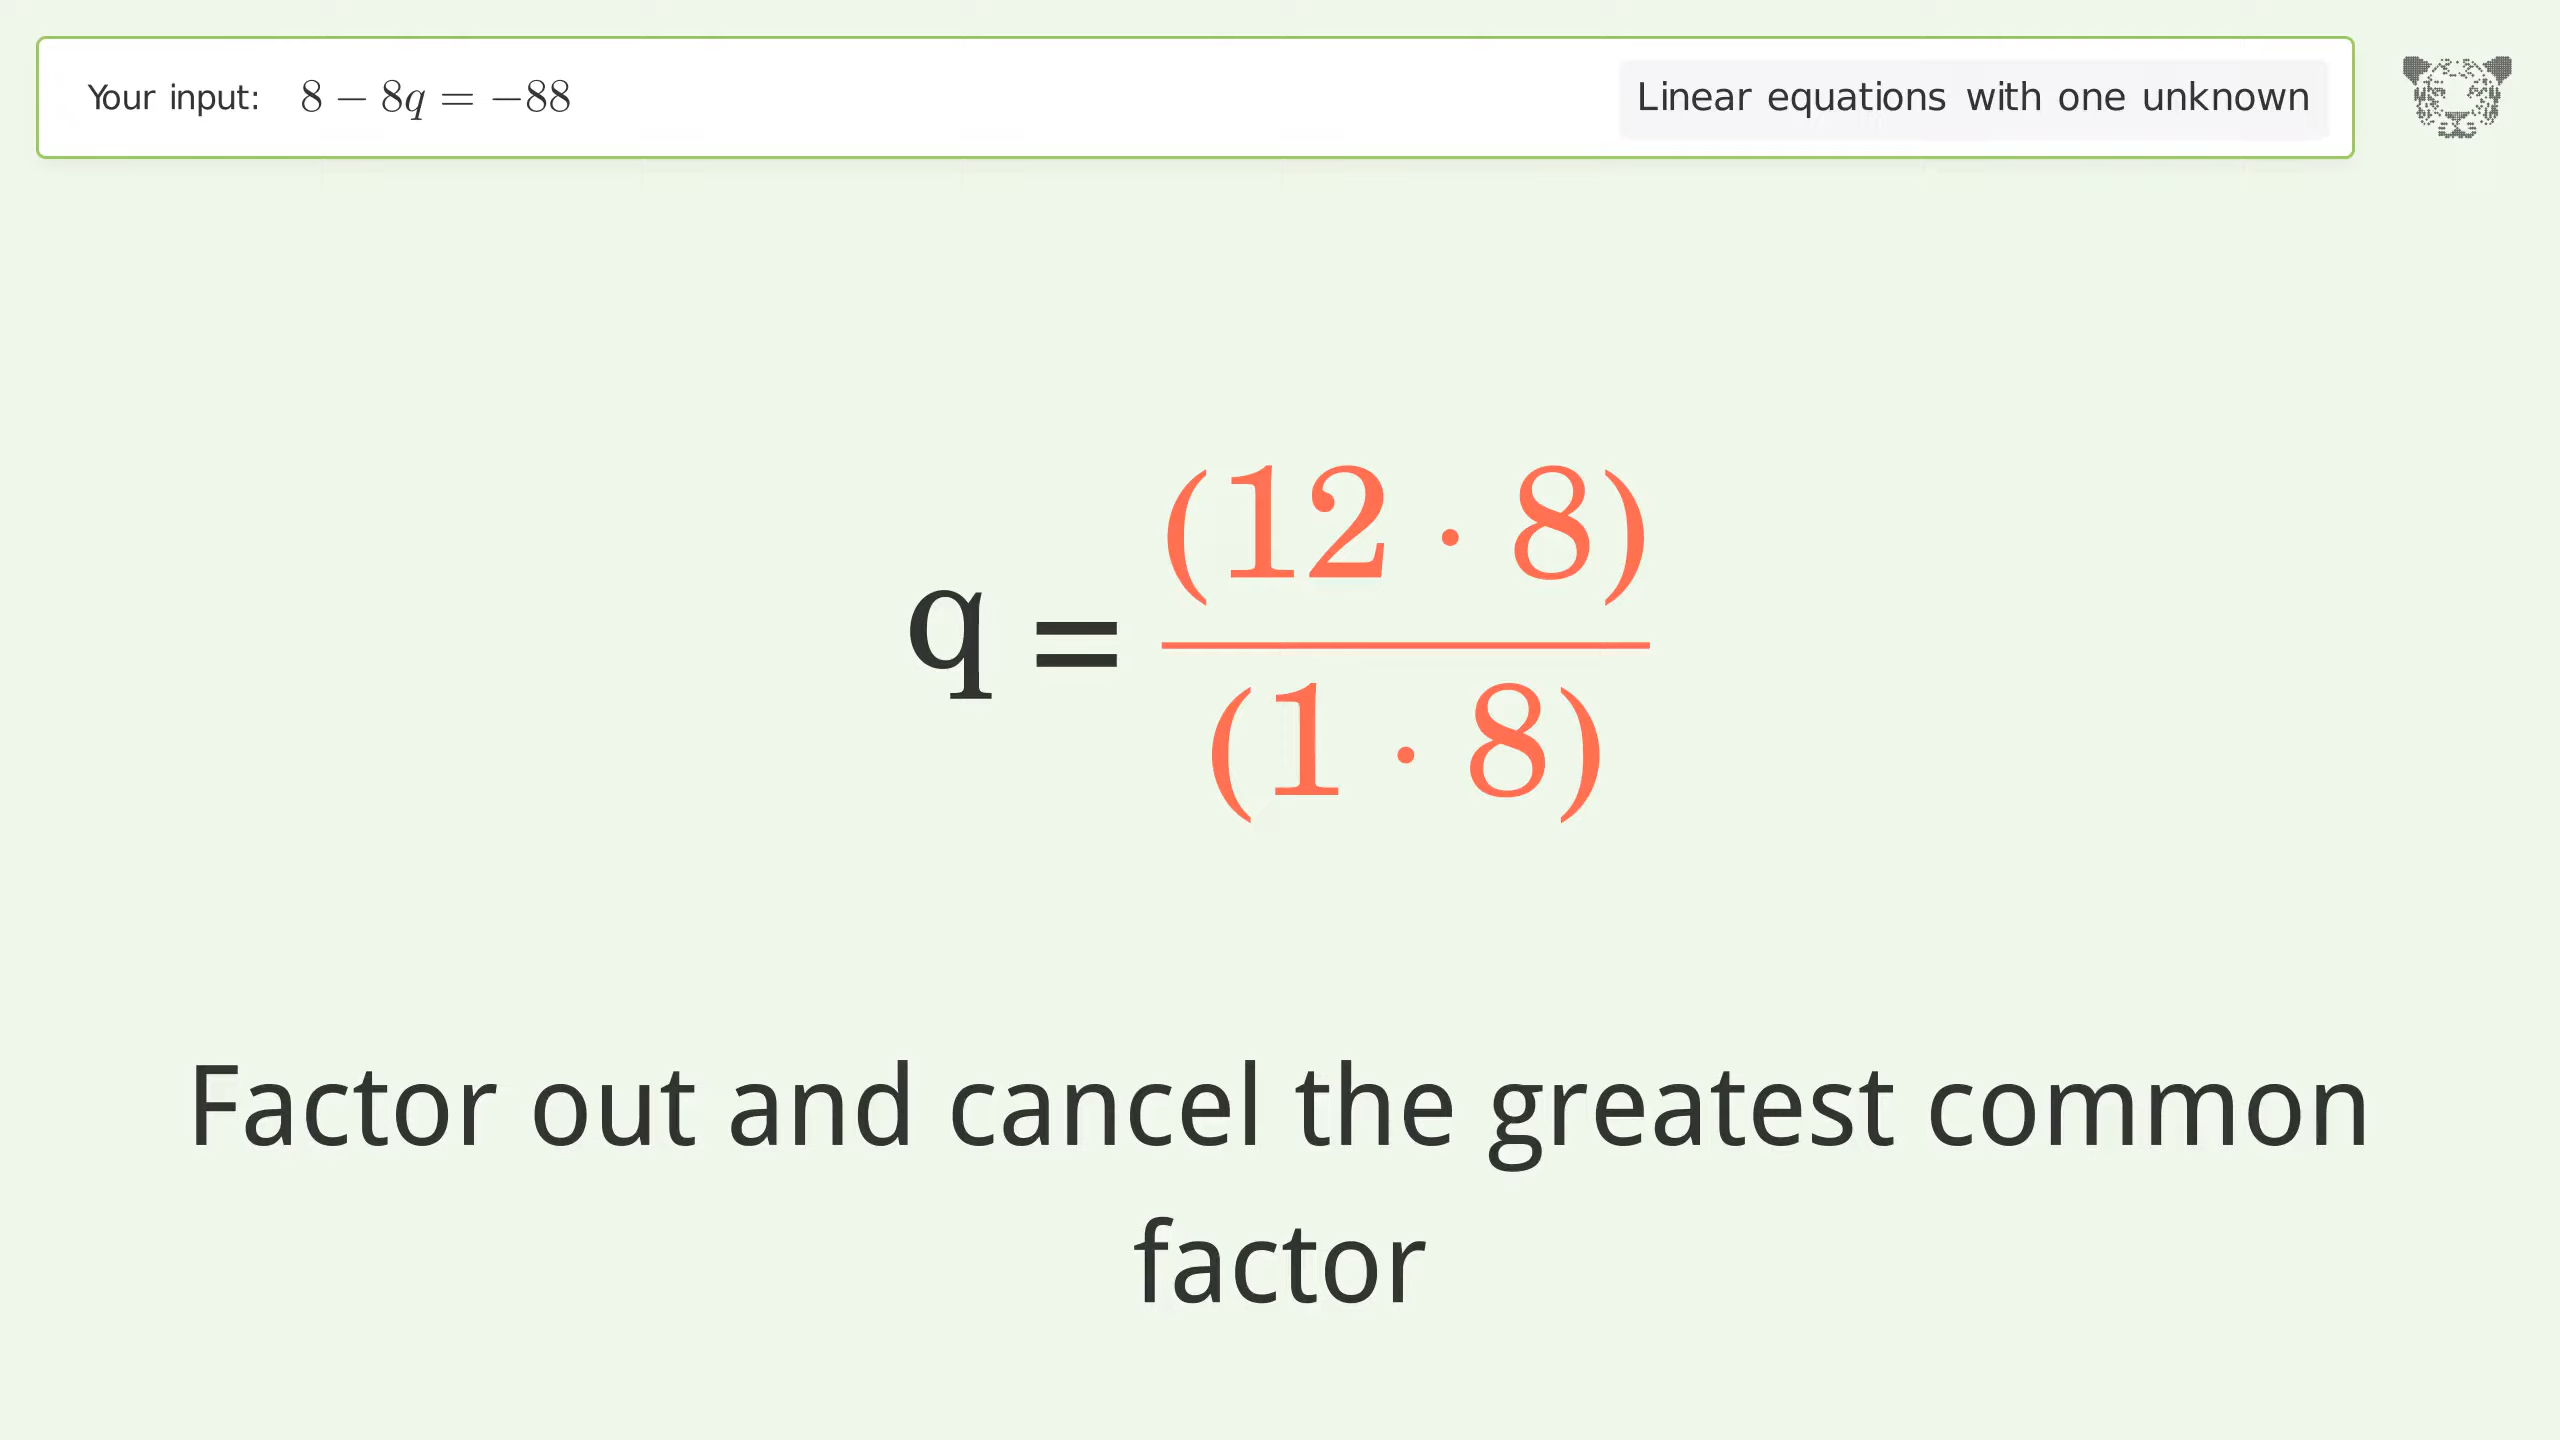 Your input: 8 − 8q = −88
Linear equations with one unknown
q = (12 · 8) / (1 · 8)
Factor out and cancel the greatest common
factor